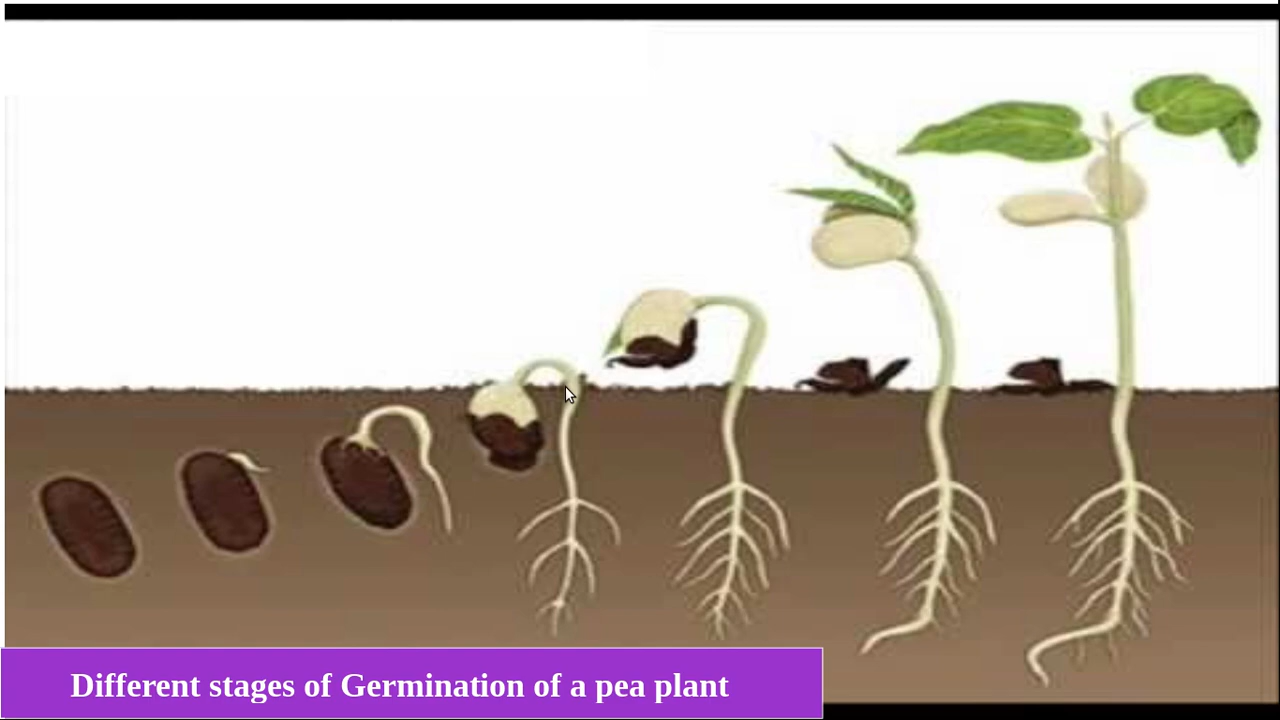 Different stages of Germination of a pea plant